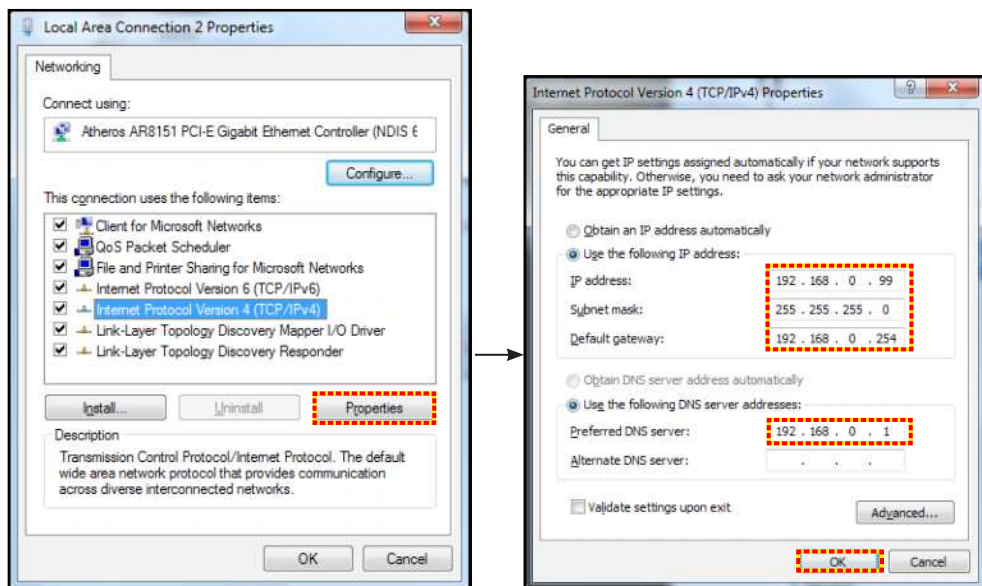 Local Area Connection 2 Properties
Networking
Connect using:
Atheros AR8151 PCI-E Gigabit Ethernet Controller (NDIS 6
Configure...
This connection uses the following items:
Client for Microsoft Networks
QoS Packet Scheduler
File and Printer Sharing for Microsoft Networks
Internet Protocol Version 6 (TCP/IPv6)
Internet Protocol Version 4 (TCP/IPv4)
Link-Layer Topology Discovery Mapper I/O Driver
Link-Layer Topology Discovery Responder
Install... Uninstall Properties
Description
Transmission Control Protocol/Internet Protocol. The default
wide area network protocol that provides communication
across diverse interconnected networks.
OK Cancel
Internet Protocol Version 4 (TCP/IPv4) Properties
General
You can get IP settings assigned automatically if your network supports
this capability. Otherwise, you need to ask your network administrator
for the appropriate IP settings.
Obtain an IP address automatically
Use the following IP address:
IP address: 192 . 168 . 0 . 99
Subnet mask: 255 . 255 . 255 . 0
Default gateway: 192 . 168 . 0 . 254
Obtain DNS server address automatically
Use the following DNS server addresses:
Preferred DNS server: 192 . 168 . 0 . 1
Alternate DNS server: . . .
Validate settings upon exit
Advanced...
OK Cancel